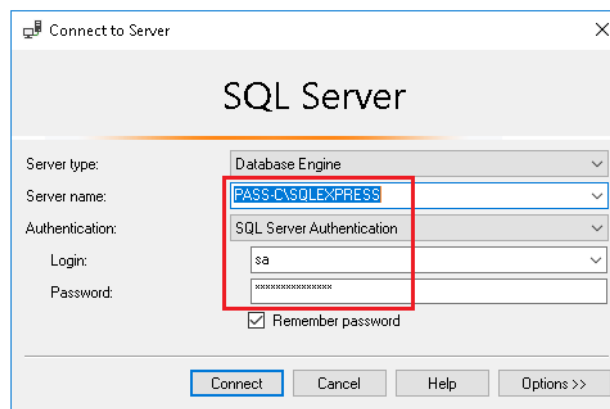 Connect to Server
SQL Server
Server type: Database Engine
Server name: PASS-C\SQLEXPRESS
Authentication: SQL Server Authentication
Login: sa
Password: ***************
Remember password
Connect Cancel Help Options >>